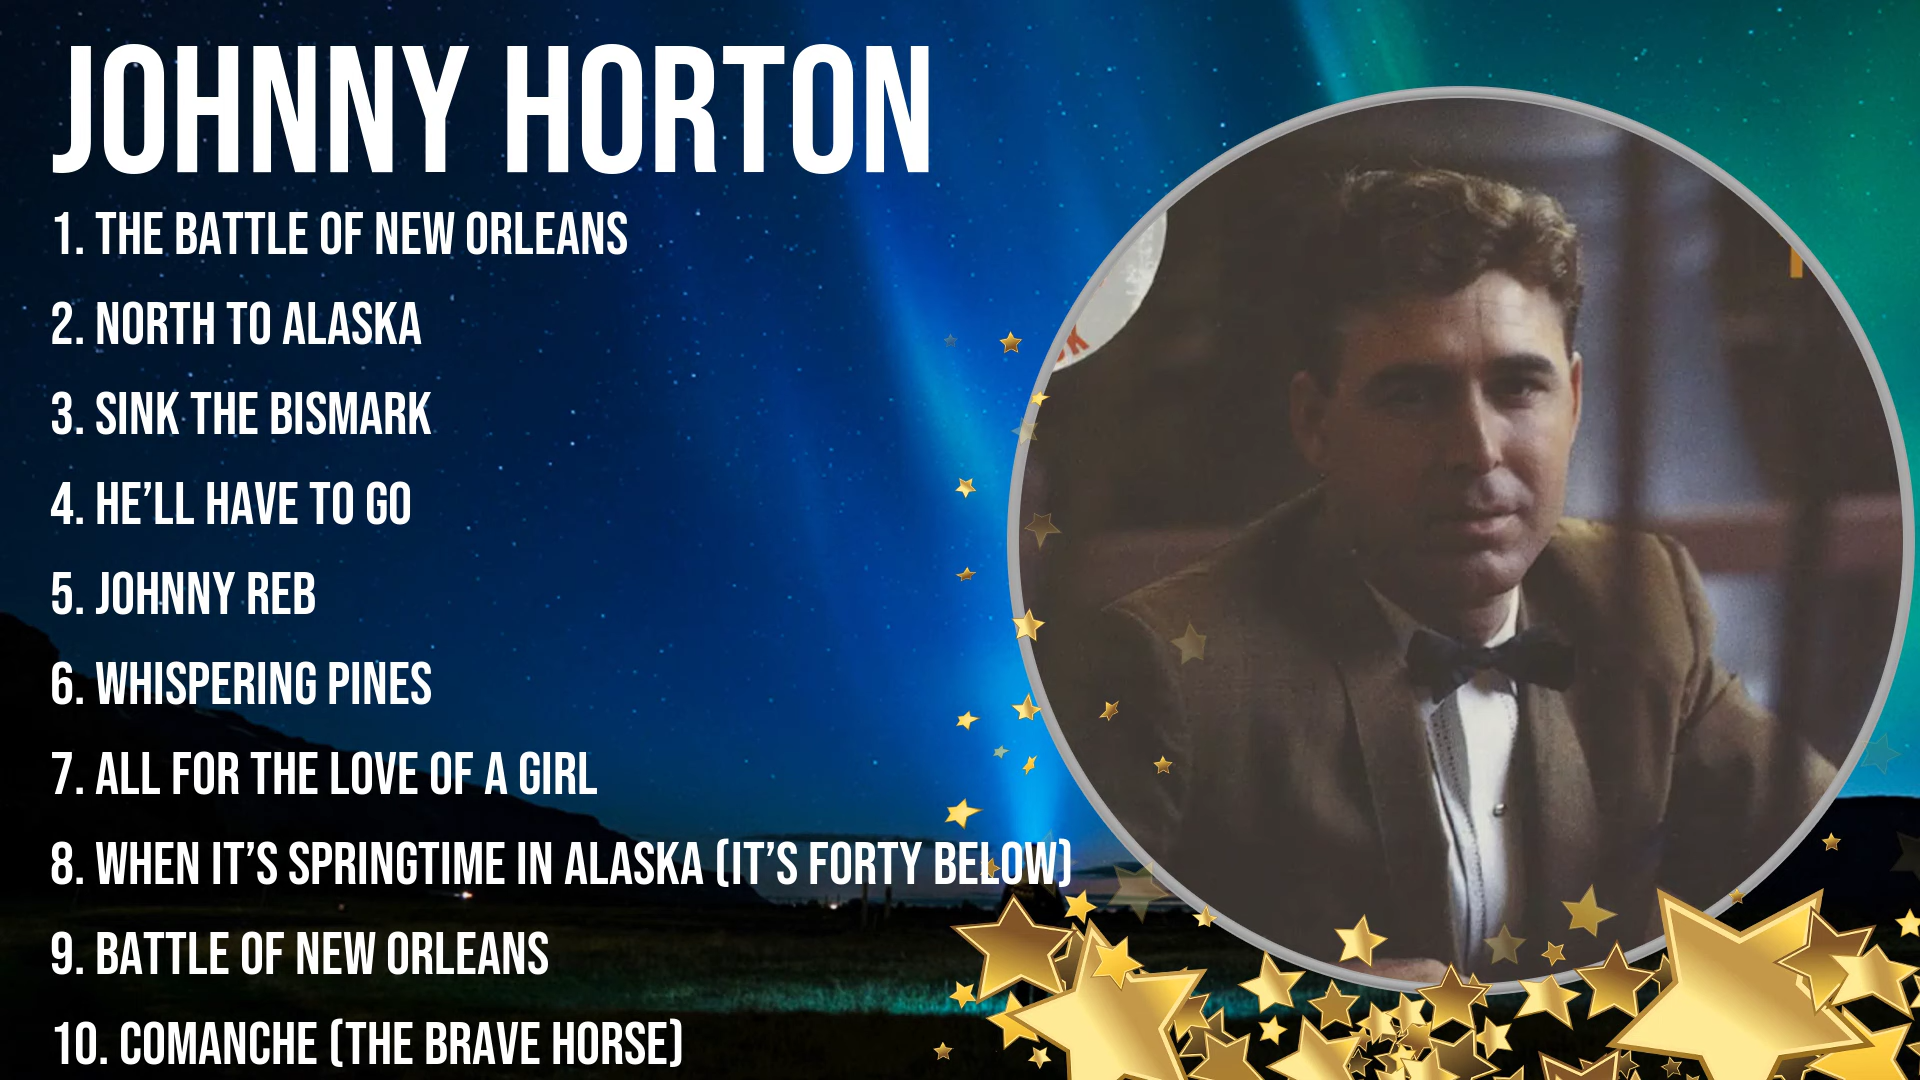 JOHNNY HORTON
1. THE BATTLE OF NEW ORLEANS
2. NORTH TO ALASKA
3. SINK THE BISMARK
4. HE’LL HAVE TO GO
5. JOHNNY REB
6. WHISPERING PINES
7. ALL FOR THE LOVE OF A GIRL
8. WHEN IT’S SPRINGTIME IN ALASKA (IT’S FORTY BELOW)
9. BATTLE OF NEW ORLEANS
10. COMANCHE (THE BRAVE HORSE)